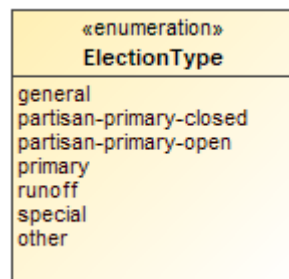 «enumeration»
ElectionType
general
partisan-primary-closed
partisan-primary-open
primary
runoff
special
other